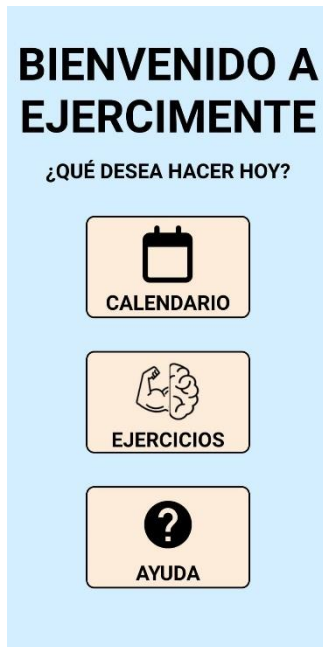 BIENVENIDO A
EJERCIMENTE
¿QUÉ DESEA HACER HOY?
CALENDARIO
EJERCICIOS
AYUDA